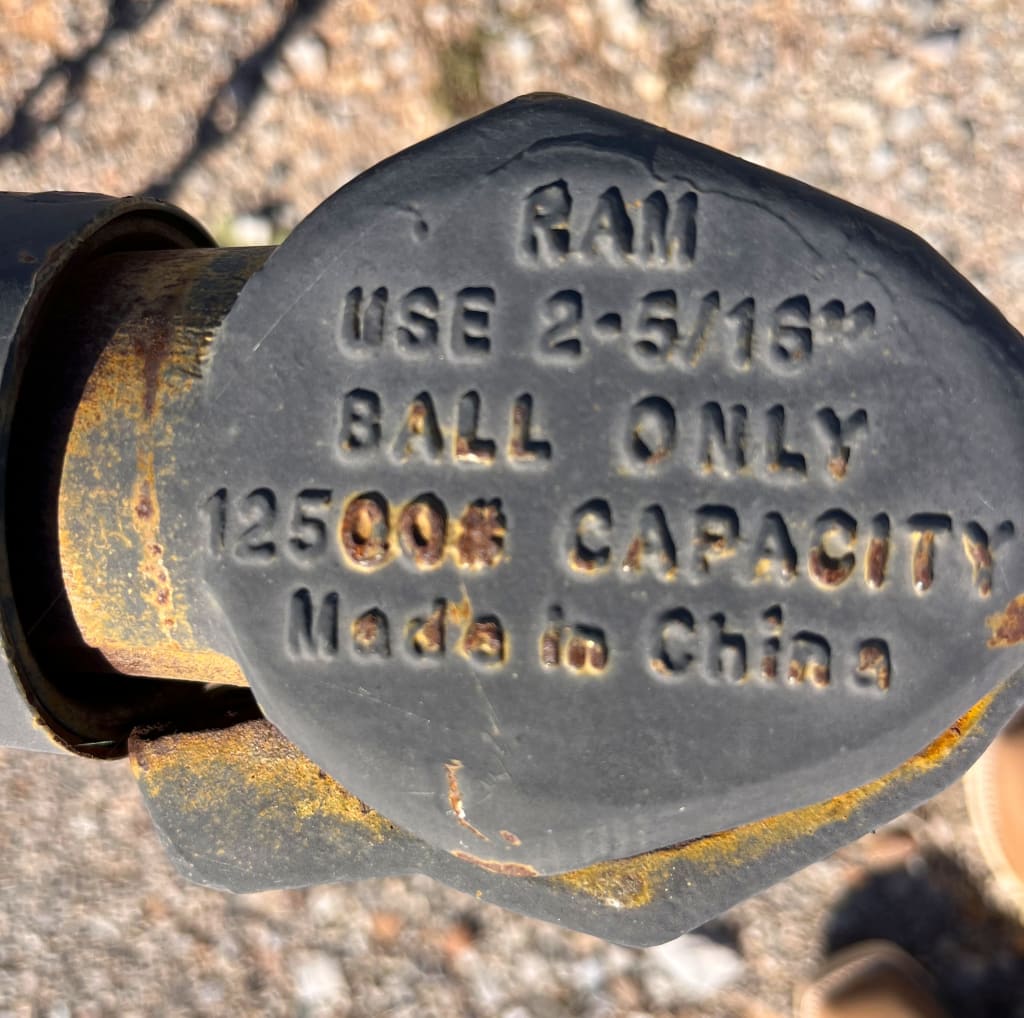 RAM
USE 2-5/16"
BALL ONLY
12500# CAPACITY
Made in China